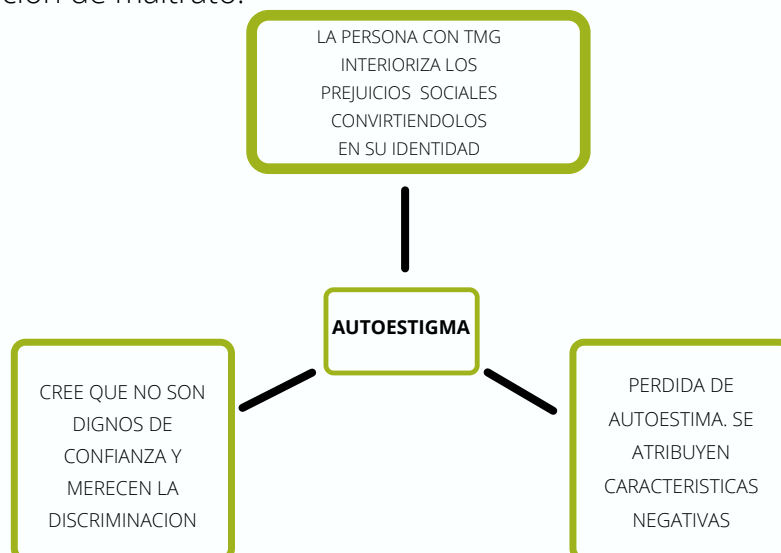 ción de maltrato.
LA PERSONA CON TMG
INTERIORIZA LOS
PREJUICIOS SOCIALES
CONVIRTIENDOLOS
EN SU IDENTIDAD
AUTOESTIGMA
CREE QUE NO SON
DIGNOS DE
CONFIANZA Y
MERECEN LA
DISCRIMINACION
PERDIDA DE
AUTOESTIMA. SE
ATRIBUYEN
CARACTERISTICAS
NEGATIVAS